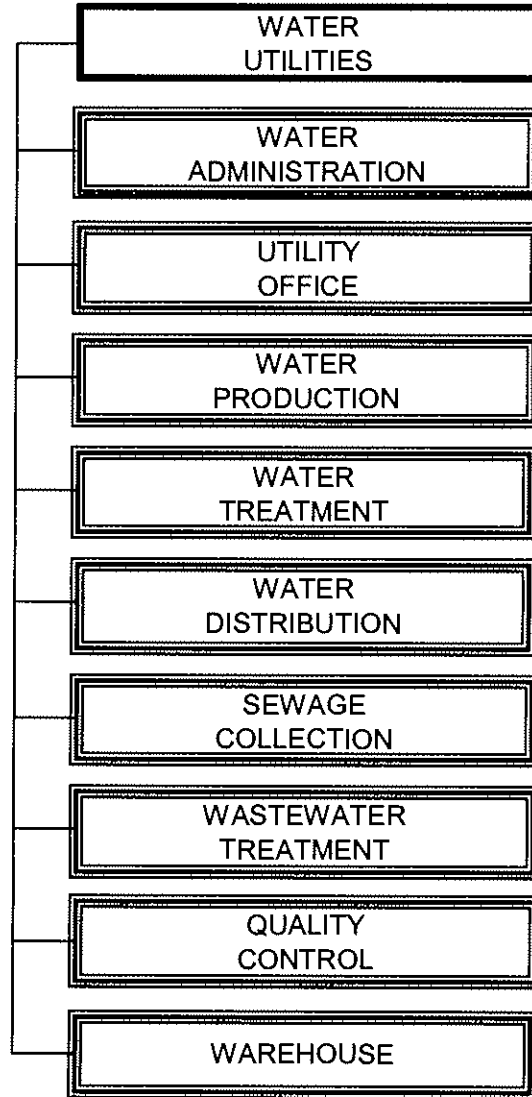 WATER
UTILITIES
WATER
ADMINISTRATION
UTILITY
OFFICE
WATER
PRODUCTION
WATER
TREATMENT
WATER
DISTRIBUTION
SEWAGE
COLLECTION
WASTEWATER
TREATMENT
QUALITY
CONTROL
WAREHOUSE